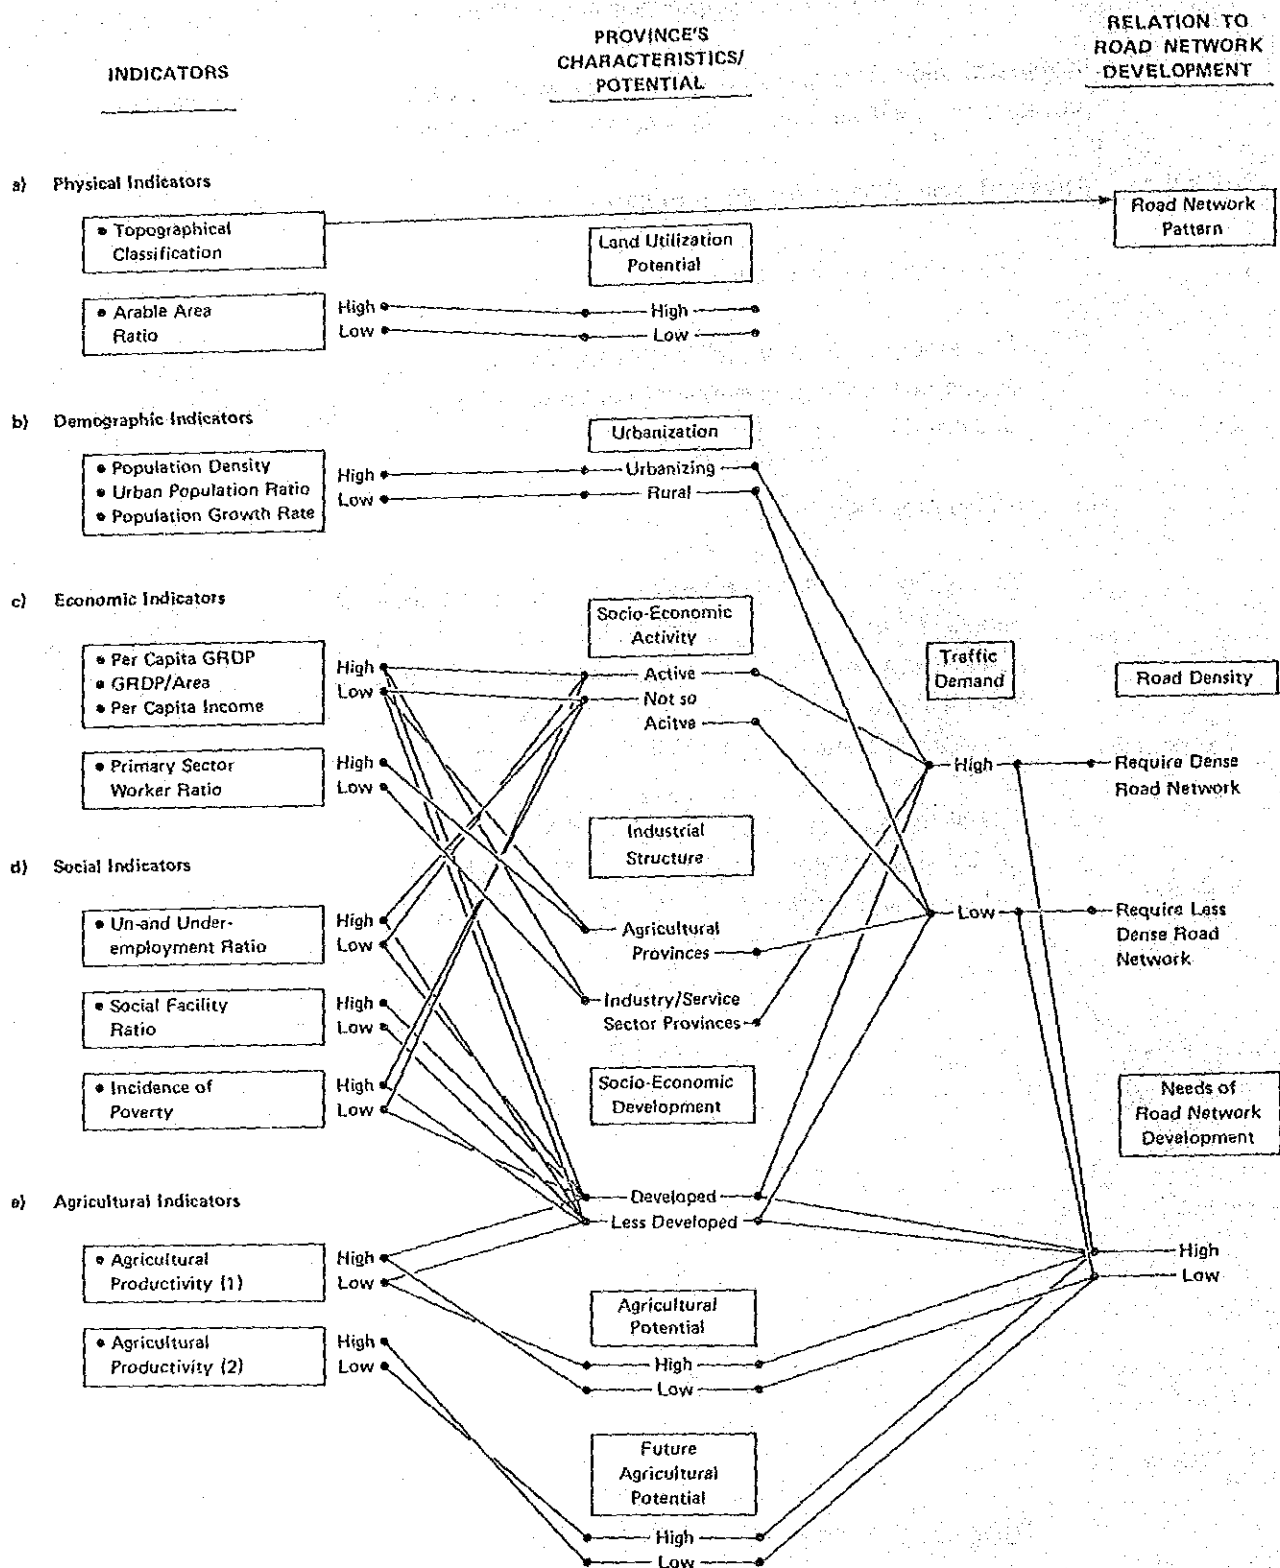 INDICATORS
PROVINCE'S
CHARACTERISTICS/
POTENTIAL
RELATION TO
ROAD NETWORK
DEVELOPMENT
a) Physical Indicators
• Topographical
Classification
Land Utilization
Potential
Road Network
Pattern
• Arable Area
Ratio
High
Low
High
Low
b) Demographic Indicators
Urbanization
• Population Density
• Urban Population Ratio
• Population Growth Rate
High
Low
Urbanizing
Rural
c) Economic Indicators
Socio-Economic
Activity
• Per Capita GRDP
• GRDP/Area
• Per Capita Income
High
Low
Active
Not so
Acitve
Traffic
Demand
Road Density
• Primary Sector
Worker Ratio
High
Low
High
Require Dense
Road Network
Industrial
Structure
d) Social Indicators
• Un-and Under-
employment Ratio
High
Low
Agricultural
Provinces
Low
Require Less
Dense Road
Network
• Social Facility
Ratio
High
Low
Industry/Service
Sector Provinces
• Incidence of
Poverty
High
Low
Socio-Economic
Development
Needs of
Road Network
Development
Developed
Less Developed
e) Agricultural Indicators
• Agricultural
Productivity (1)
High
Low
High
Low
Agricultural
Potential
• Agricultural
Productivity (2)
High
Low
High
Low
Future
Agricultural
Potential
High
Low